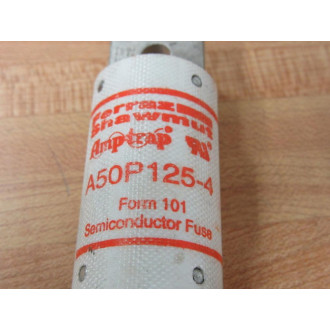 Ferraz
Shawmut
Amptrap
A50P125-4
Form 101
Semiconductor Fuse